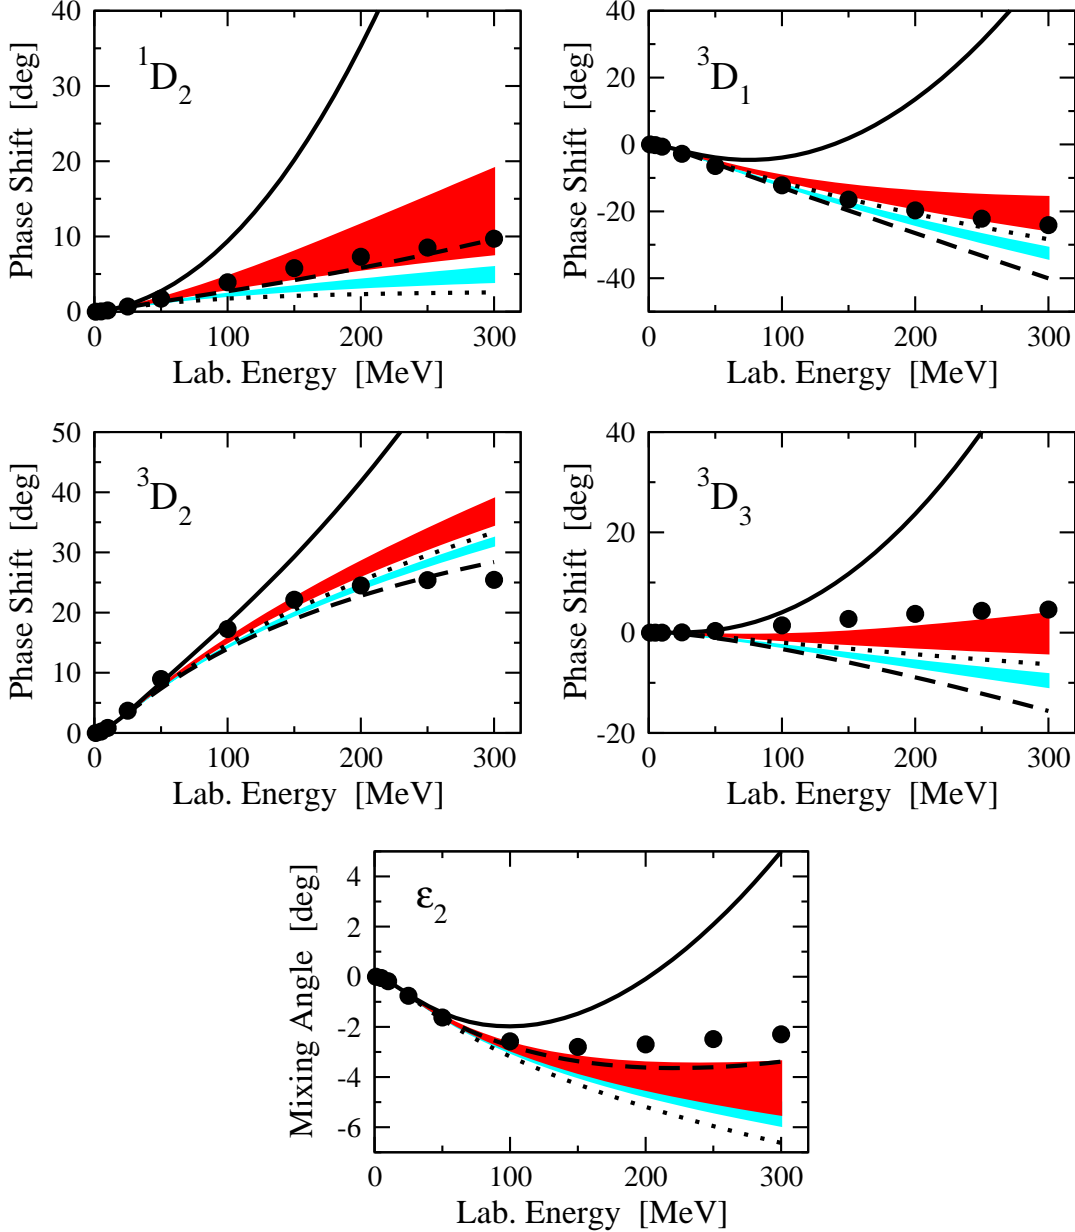 40
30
20
10
0
Phase Shift [deg]
1D2
0 100 200 300
Lab. Energy [MeV]
40
20
0
-20
-40
Phase Shift [deg]
3D1
0 100 200 300
Lab. Energy [MeV]
50
40
30
20
10
0
Phase Shift [deg]
3D2
0 100 200 300
Lab. Energy [MeV]
40
20
0
-20
Phase Shift [deg]
3D3
0 100 200 300
Lab. Energy [MeV]
4
2
0
-2
-4
-6
Mixing Angle [deg]
ε2
0 100 200 300
Lab. Energy [MeV]